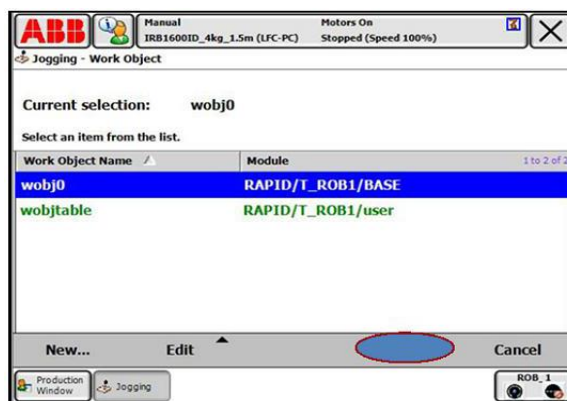 ABB
Manual
IRB1600ID_4kg_1.5m (LFC-PC)
Motors On
Stopped (Speed 100%)
Jogging - Work Object
Current selection: wobj0
Select an item from the list.
Work Object Name Module 1 to 2 of 2
wobj0 RAPID/T_ROB1/BASE
wobjtable RAPID/T_ROB1/user
New... Edit Cancel
Production
Window
Jogging
ROB_1